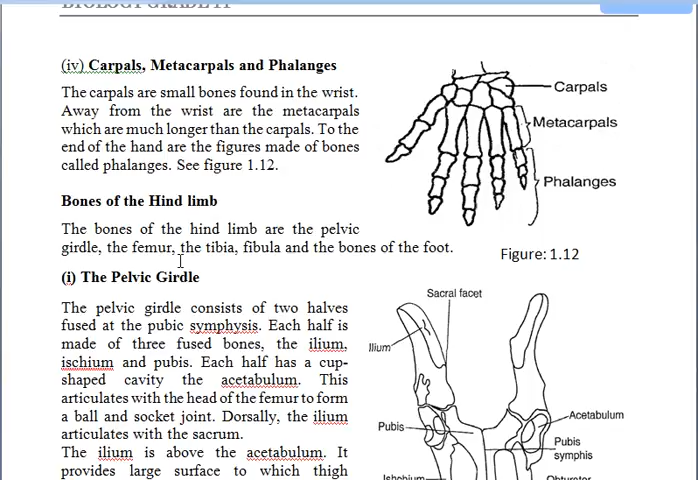 BIOLOGY GRADE 11
(iv) Carpals, Metacarpals and Phalanges
The carpals are small bones found in the wrist.
Away from the wrist are the metacarpals
which are much longer than the carpals. To the
end of the hand are the figures made of bones
called phalanges. See figure 1.12.
Carpals
Metacarpals
Phalanges
Figure: 1.12
Bones of the Hind limb
The bones of the hind limb are the pelvic
girdle, the femur, the tibia, fibula and the bones of the foot.
(i) The Pelvic Girdle
The pelvic girdle consists of two halves
fused at the pubic symphysis. Each half is
made of three fused bones, the ilium,
ischium and pubis. Each half has a cup-
shaped cavity the acetabulum. This
articulates with the head of the femur to form
a ball and socket joint. Dorsally, the ilium
articulates with the sacrum.
The ilium is above the acetabulum. It
provides large surface to which thigh
Sacral facet
Ilium
Acetabulum
Pubis
Pubis
symphis